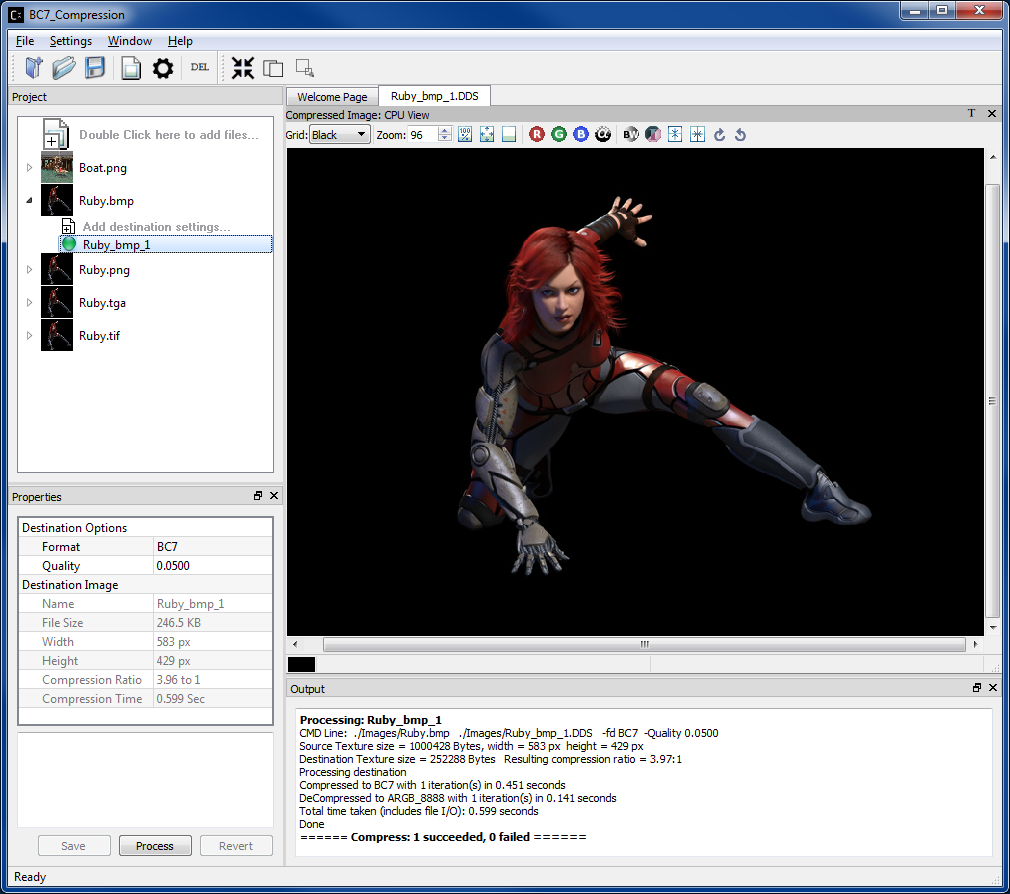 BC7_Compression
File Settings Window Help
DEL
Project
Double Click here to add files...
Boat.png
Ruby.bmp
Add destination settings...
Ruby_bmp_1
Ruby.png
Ruby.tga
Ruby.tif
Properties
Destination Options
Format BC7
Quality 0.0500
Destination Image
Name Ruby_bmp_1
File Size 246.5 KB
Width 583 px
Height 429 px
Compression Ratio 3.96 to 1
Compression Time 0.599 Sec
Save Process Revert
Welcome Page Ruby_bmp_1.DDS
Compressed Image: CPU View T
Grid: Black Zoom: 96 100 % R G B α BW
Output
Processing: Ruby_bmp_1
CMD Line: ./Images/Ruby.bmp ./Images/Ruby_bmp_1.DDS -fd BC7 -Quality 0.0500
Source Texture size = 1000428 Bytes, width = 583 px height = 429 px
Destination Texture size = 252288 Bytes Resulting compression ratio = 3.97:1
Processing destination
Compressed to BC7 with 1 iteration(s) in 0.451 seconds
DeCompressed to ARGB_8888 with 1 iteration(s) in 0.141 seconds
Total time taken (includes file I/O): 0.599 seconds
Done
====== Compress: 1 succeeded, 0 failed ======
Ready